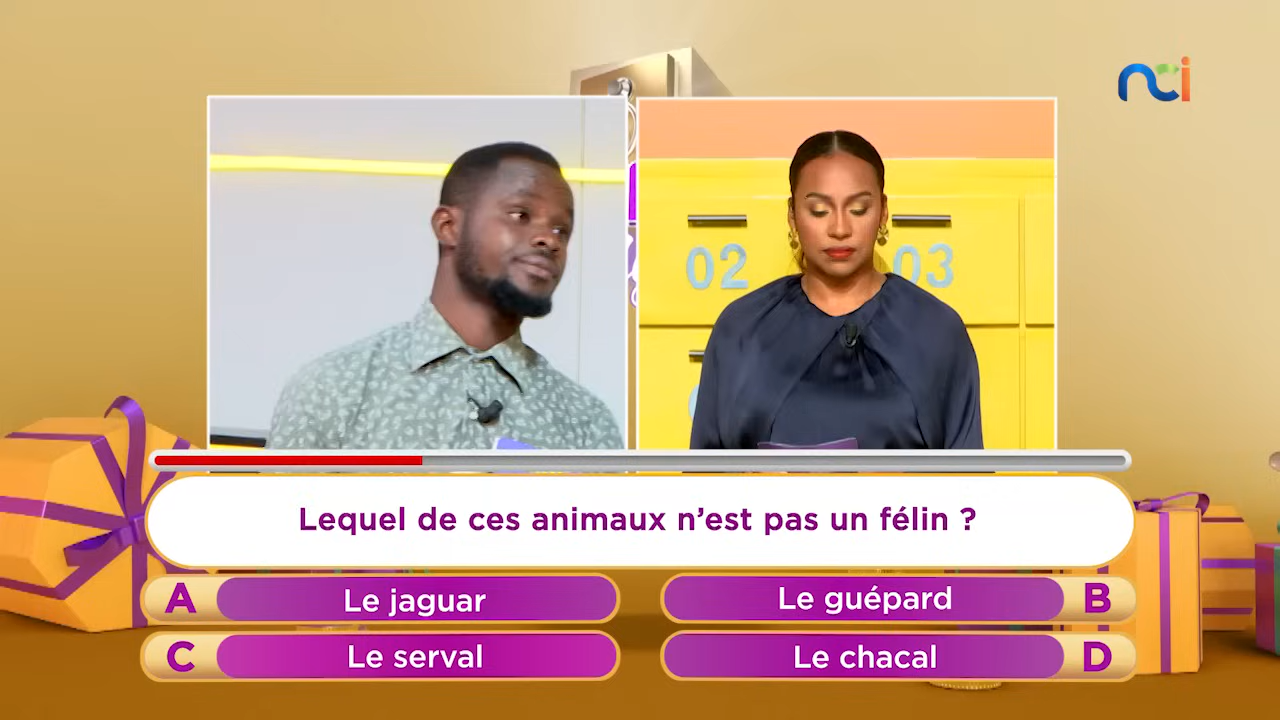 nci
02
03
Lequel de ces animaux n'est pas un félin ?
A Le jaguar
Le guépard B
C Le serval
Le chacal D